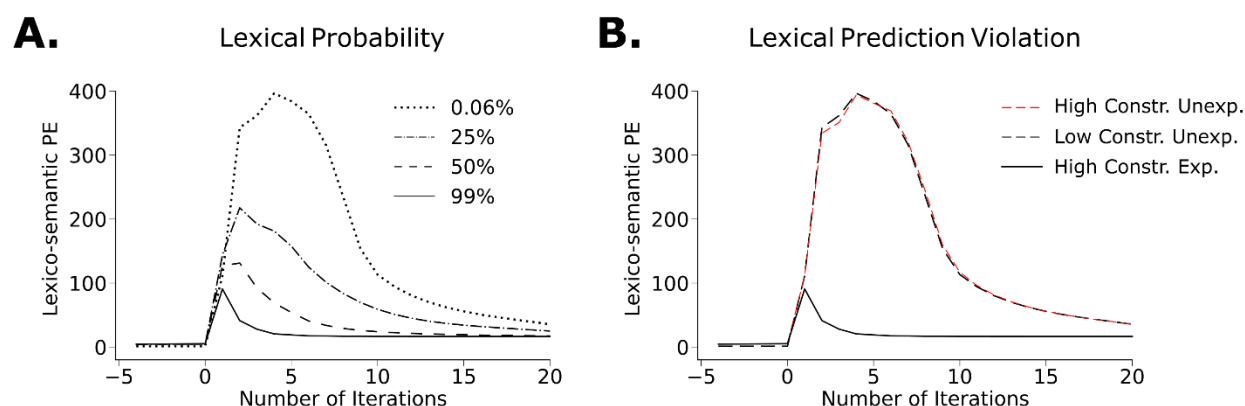 A.
Lexical Probability
Lexico-semantic PE
400
300
200
100
0
−5
0
5
10
15
20
Number of Iterations
0.06%
25%
50%
99%
B.
Lexical Prediction Violation
Lexico-semantic PE
400
300
200
100
0
−5
0
5
10
15
20
Number of Iterations
High Constr. Unexp.
Low Constr. Unexp.
High Constr. Exp.